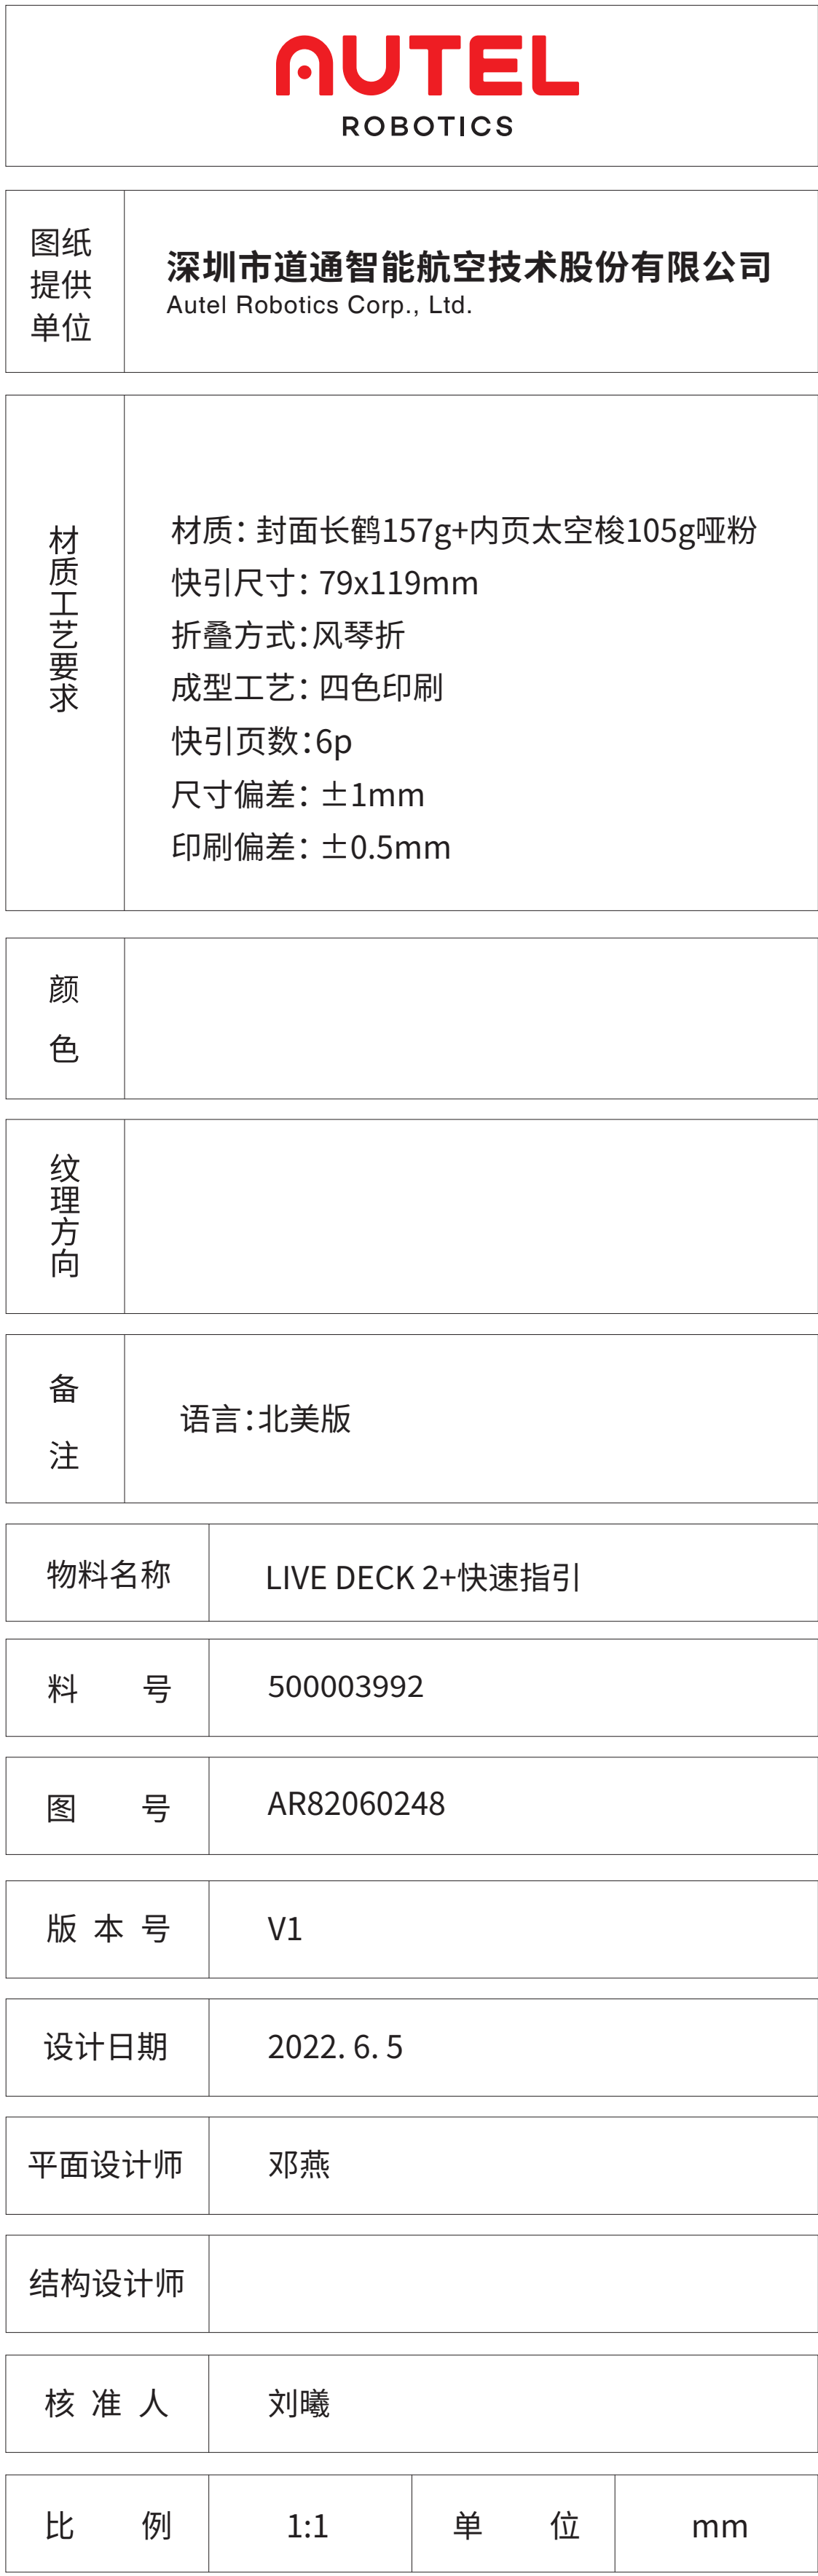 AUTEL
ROBOTICS
图纸
提供
单位
深圳市道通智能航空技术股份有限公司
Autel Robotics Corp., Ltd.
材质工艺要求
材质：封面长鹤157g+内页太空梭105g哑粉
快引尺寸：79x119mm
折叠方式：风琴折
成型工艺：四色印刷
快引页数：6p
尺寸偏差：±1mm
印刷偏差：±0.5mm
颜
色
纹理方向
备
注
语言：北美版
物料名称 LIVE DECK 2+快速指引
料 号 500003992
图 号 AR82060248
版 本 号 V1
设计日期 2022. 6. 5
平面设计师 邓燕
结构设计师
核 准 人 刘曦
比 例 1:1 单 位 mm